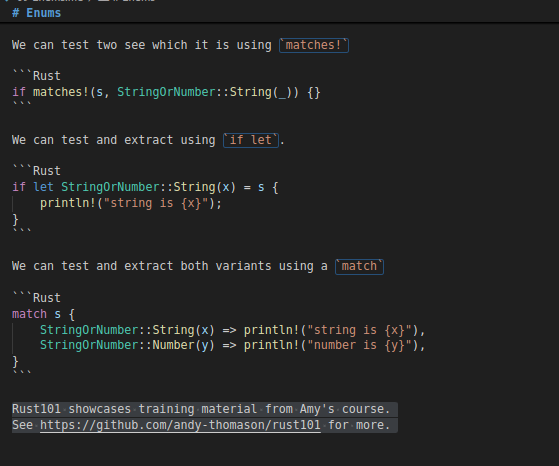 # Enums
We can test two see which it is using `matches!`
```Rust
if matches!(s, StringOrNumber::String(_)) {}
```
We can test and extract using `if let`.
```Rust
if let StringOrNumber::String(x) = s {
    println!("string is {x}");
}
```
We can test and extract both variants using a `match`
```Rust
match s {
    StringOrNumber::String(x) => println!("string is {x}"),
    StringOrNumber::Number(y) => println!("number is {y}"),
}
```
Rust101 showcases training material from Amy's course.
See https://github.com/andy-thomason/rust101 for more.